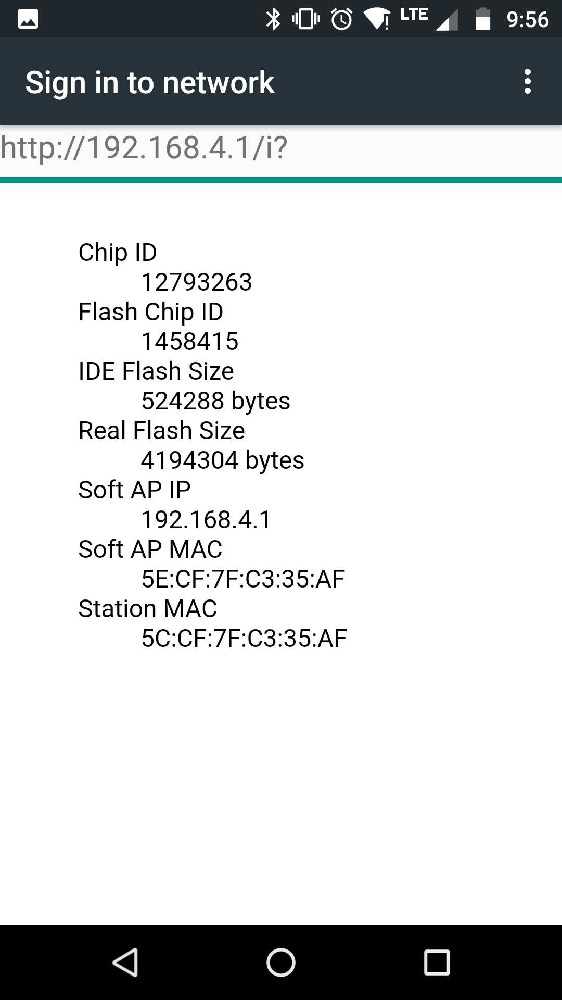 LTE 9:56
Sign in to network
http://192.168.4.1/i?
Chip ID
12793263
Flash Chip ID
1458415
IDE Flash Size
524288 bytes
Real Flash Size
4194304 bytes
Soft AP IP
192.168.4.1
Soft AP MAC
5E:CF:7F:C3:35:AF
Station MAC
5C:CF:7F:C3:35:AF